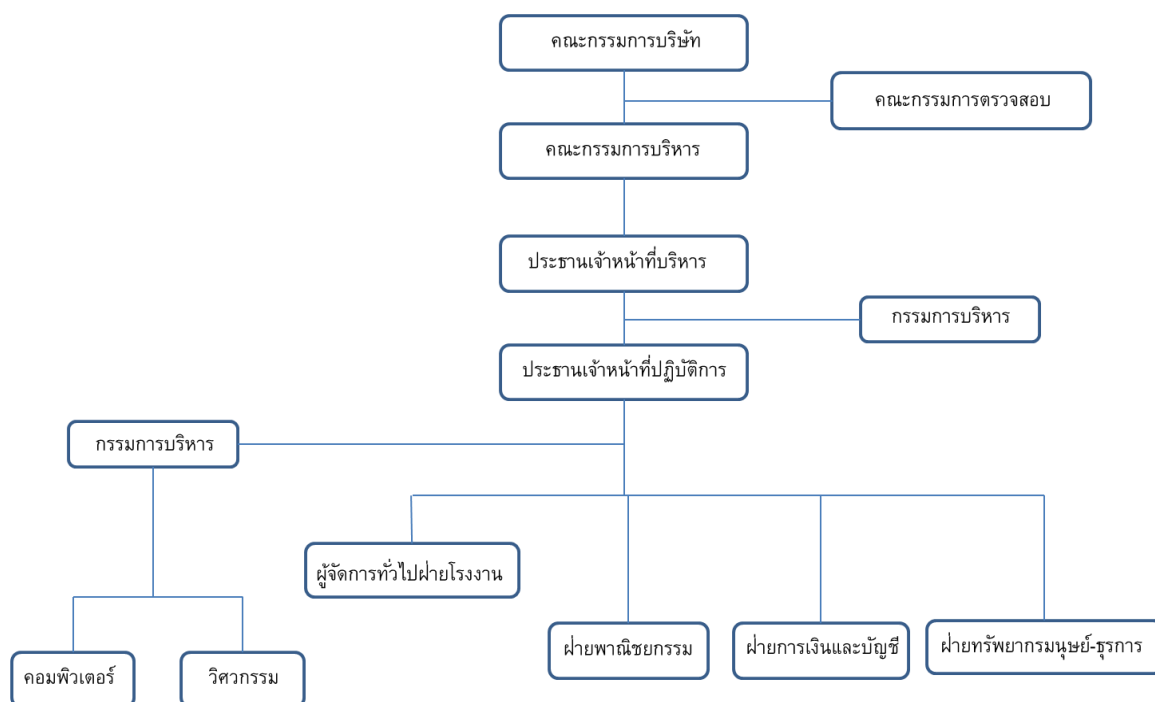 คณะกรรมการบริษัท
คณะกรรมการตรวจสอบ
คณะกรรมการบริหาร
ประธานเจ้าหน้าที่บริหาร
กรรมการบริหาร
ประธานเจ้าหน้าที่ปฏิบัติการ
กรรมการบริหาร
ผู้จัดการทั่วไปฝ่ายโรงงาน
ฝ่ายพาณิชยกรรม
ฝ่ายการเงินและบัญชี
ฝ่ายทรัพยากรมนุษย์-ธุรการ
คอมพิวเตอร์
วิศวกรรม